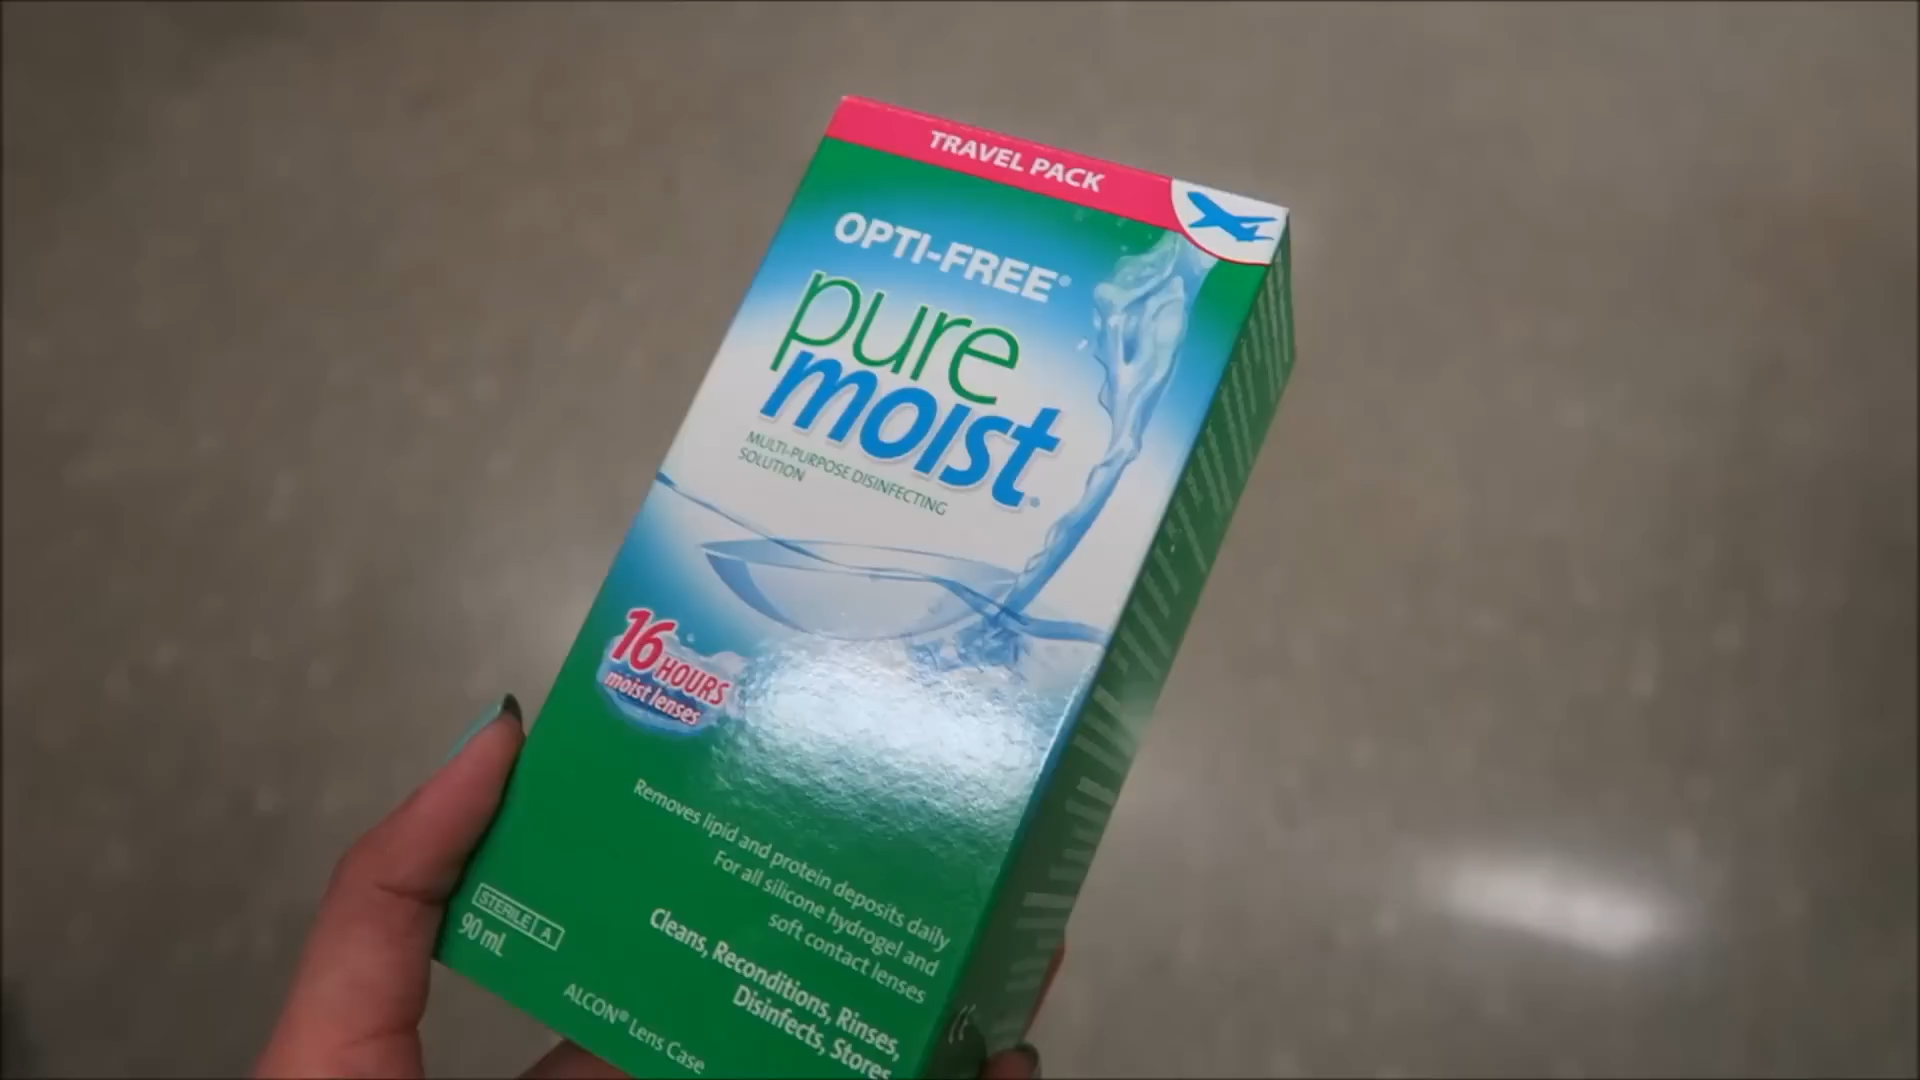 TRAVEL PACK
OPTI-FREE®
pure
moist®
MULTI-PURPOSE DISINFECTING
SOLUTION
16 HOURS
moist lenses
Removes lipid and protein deposits daily
For all silicone hydrogel and
soft contact lenses
Cleans, Reconditions, Rinses,
Disinfects, Stores
STERILE A
90 mL
ALCON® Lens Case